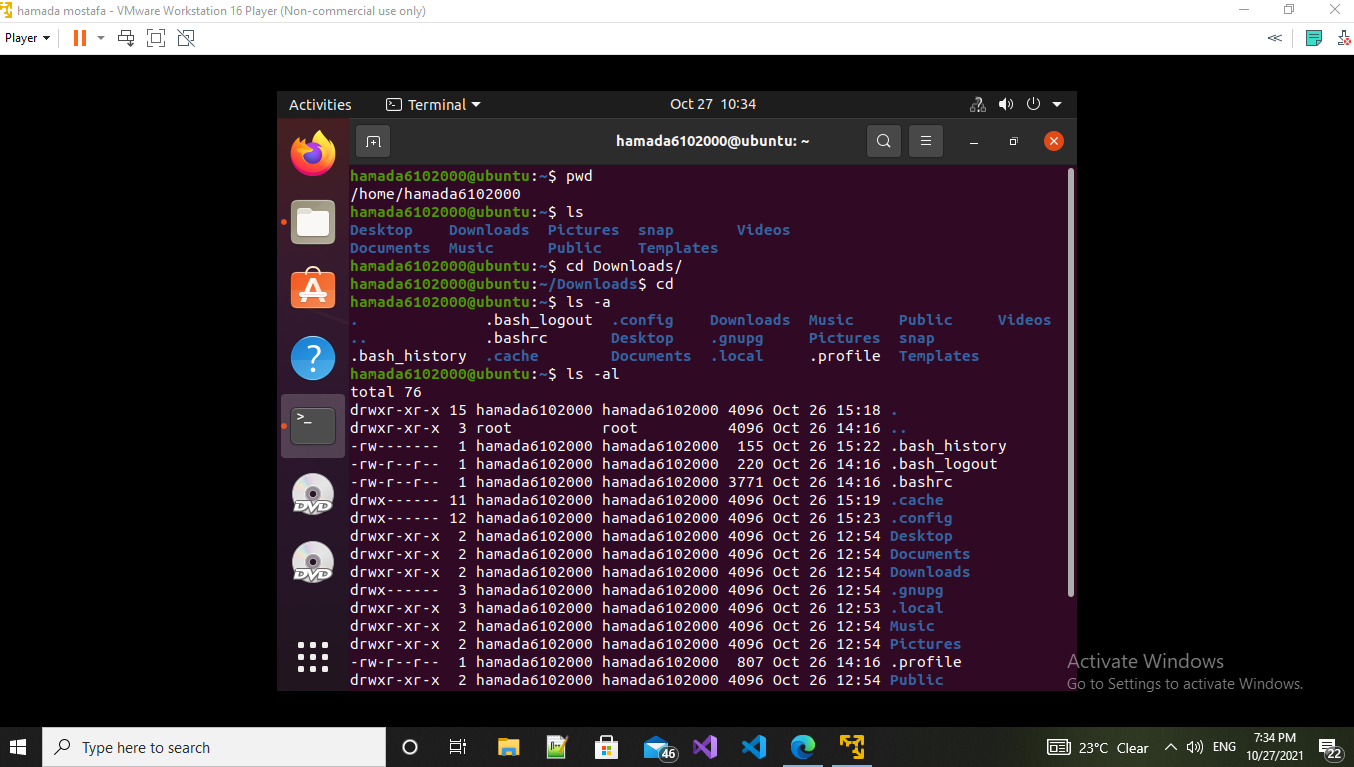 hamada mostafa - VMware Workstation 16 Player (Non-commercial use only)
Player
Activities Terminal Oct 27 10:34
hamada6102000@ubuntu: ~
hamada6102000@ubuntu:~$ pwd
/home/hamada6102000
hamada6102000@ubuntu:~$ ls
Desktop Downloads Pictures snap Videos
Documents Music Public Templates
hamada6102000@ubuntu:~$ cd Downloads/
hamada6102000@ubuntu:~/Downloads$ cd
hamada6102000@ubuntu:~$ ls -a
. .bash_logout .config Downloads Music Public Videos
.. .bashrc Desktop .gnupg Pictures snap
.bash_history .cache Documents .local .profile Templates
hamada6102000@ubuntu:~$ ls -al
total 76
drwxr-xr-x 15 hamada6102000 hamada6102000 4096 Oct 26 15:18 .
drwxr-xr-x 3 root root 4096 Oct 26 14:16 ..
-rw------- 1 hamada6102000 hamada6102000 155 Oct 26 15:22 .bash_history
-rw-r--r-- 1 hamada6102000 hamada6102000 220 Oct 26 14:16 .bash_logout
-rw-r--r-- 1 hamada6102000 hamada6102000 3771 Oct 26 14:16 .bashrc
drwx------ 11 hamada6102000 hamada6102000 4096 Oct 26 15:19 .cache
drwx------ 12 hamada6102000 hamada6102000 4096 Oct 26 15:23 .config
drwxr-xr-x 2 hamada6102000 hamada6102000 4096 Oct 26 12:54 Desktop
drwxr-xr-x 2 hamada6102000 hamada6102000 4096 Oct 26 12:54 Documents
drwxr-xr-x 2 hamada6102000 hamada6102000 4096 Oct 26 12:54 Downloads
drwx------ 3 hamada6102000 hamada6102000 4096 Oct 26 12:54 .gnupg
drwxr-xr-x 3 hamada6102000 hamada6102000 4096 Oct 26 12:53 .local
drwxr-xr-x 2 hamada6102000 hamada6102000 4096 Oct 26 12:54 Music
drwxr-xr-x 2 hamada6102000 hamada6102000 4096 Oct 26 12:54 Pictures
-rw-r--r-- 1 hamada6102000 hamada6102000 807 Oct 26 14:16 .profile
drwxr-xr-x 2 hamada6102000 hamada6102000 4096 Oct 26 12:54 Public
DVD
DVD
Activate Windows
Go to Settings to activate Windows.
Type here to search
46
23°C Clear
ENG
7:34 PM
10/27/2021
22